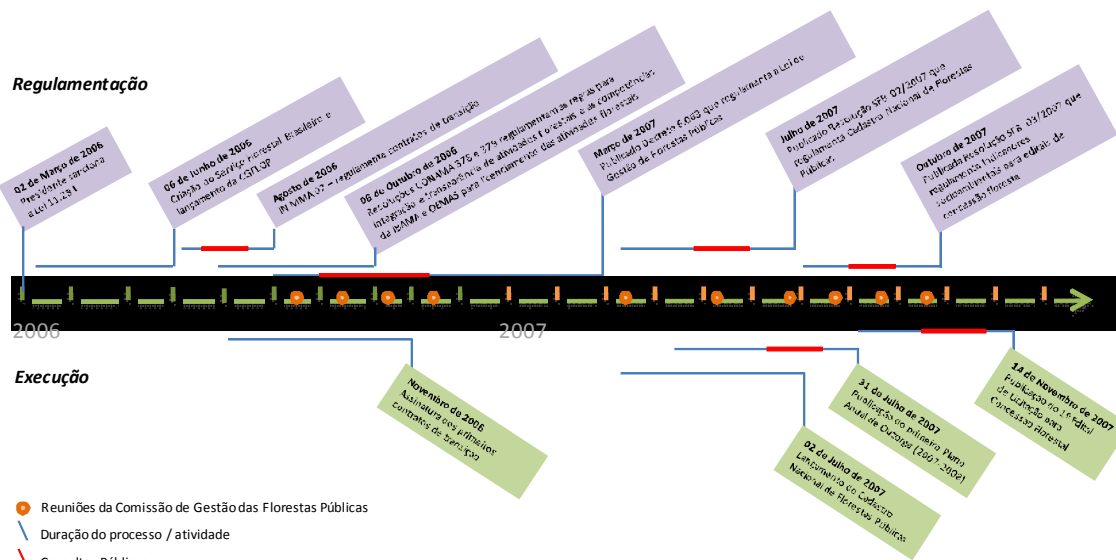 Regulamentação
02 de Março de 2006
Presidente sanciona
a Lei 11.284
06 de Junho de 2006
Criação do Serviço Florestal Brasileiro e
lançamento da CGFLOP
Agosto de 2006
IN MMA 07 – regulamente contratos de transição
08 de Outubro de 2006
Resoluções CONAMA 378 e 379 regulamentam as regras para
integração e transparência de atividades florestais e as competências
da IBAMA e OEMAS para licenciamento das atividades florestais
Março de 2007
Publicado Decreto 6.063 que regulamenta a Lei de
Gestão de Florestas Públicas
Julho de 2007
Publicado Resolução SFB 02/2007 que
regulamenta Cadastro Nacional de Florestas
Públicas
Outubro de 2007
Publicada Resolução SFB 03/2007 que
regulamenta indicadores
socioambientais para editais de
concessão floresta
2006
2007
Execução
Novembro de 2006
Assinatura dos primeiros
contratos de transição
02 de Julho de 2007
Lançamento do Cadastro
Nacional de Florestas Públicas
31 de Julho de 2007
Publicação do primeiro Plano
Anual de Outorga (2007-2008)
14 de Novembro de 2007
Publicação do 1º Edital
de Licitação para
Concessão Florestal
Reuniões da Comissão de Gestão das Florestas Públicas
Duração do processo / atividade